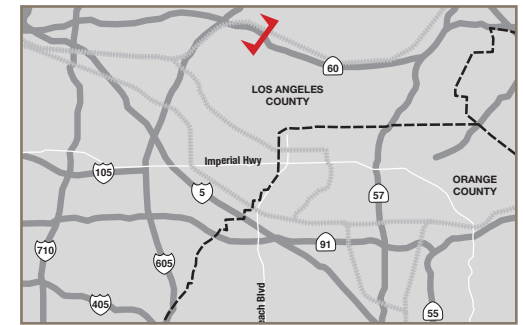 60
LOS ANGELES
COUNTY
Imperial Hwy
105
5
ORANGE
COUNTY
57
710
605
91
405
each Blvd
55